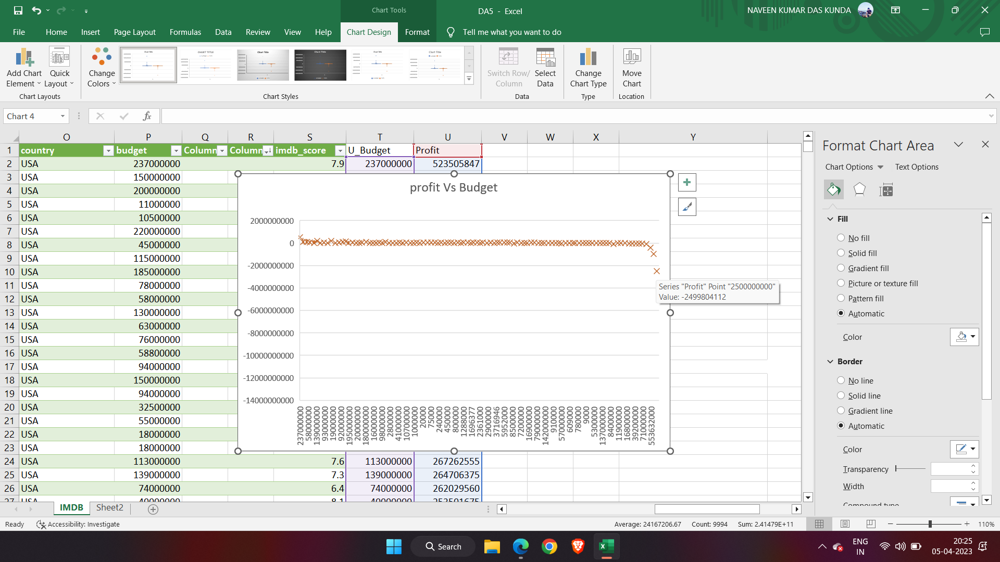 Chart Tools
DA5 - Excel
NAVEEN KUMAR DAS KUNDA
File Home Insert Page Layout Formulas Data Review View Help Chart Design Format Tell me what you want to do
Add Chart Element
Quick Layout
Chart Layouts
Change Colors
Chart Styles
Switch Row/ Column
Select Data
Data
Change Chart Type
Type
Move Chart
Location
Chart 4
fx
O P Q R S T U V W X Y
1 country budget Column Column imdb_score U_Budget Profit
2 USA 237000000 7.9 237000000 523505847
3 USA 150000000
4 USA 200000000
5 USA 11000000
6 USA 10500000
7 USA 220000000
8 USA 45000000
9 USA 115000000
10 USA 185000000
11 USA 78000000
12 USA 58000000
13 USA 130000000
14 USA 63000000
15 USA 76000000
16 USA 58800000
17 USA 94000000
18 USA 150000000
19 USA 94000000
20 USA 32500000
21 USA 55000000
22 USA 18000000
23 USA 18000000
24 USA 113000000 7.6 113000000 267262555
25 USA 139000000 7.3 139000000 264706375
26 USA 74000000 6.4 74000000 262029560
27 USA 40000000 8.1 40000000 253501675
profit Vs Budget
2000000000
0
-2000000000
-4000000000
-6000000000
-8000000000
-10000000000
-12000000000
-14000000000
237000000
58000000
139000000
93000000
19000000
92000000
195000000
20000000
18000000
16000000
98000000
2800000
41000000
10700000
1000000
200000
75000
240000
450000
800000
1288000
1696377
2361000
2900000
3716946
5952000
8500000
7200000
169000000
79000000
142000000
9100000
57000000
609000
780000
9000
5300000
137000000
8400000
11900000
16800000
39200000
71000000
553632000
Series "Profit" Point "2500000000"
Value: -2499804112
Format Chart Area
Chart Options Text Options
Fill
No fill
Solid fill
Gradient fill
Picture or texture fill
Pattern fill
Automatic
Color
Border
No line
Solid line
Gradient line
Automatic
Color
Transparency
Width
Compound type
IMDB Sheet2
Ready Accessibility: Investigate Average: 24167206.67 Count: 9994 Sum: 2.41479E+11 110%
Search
ENG
IN
20:25
05-04-2023